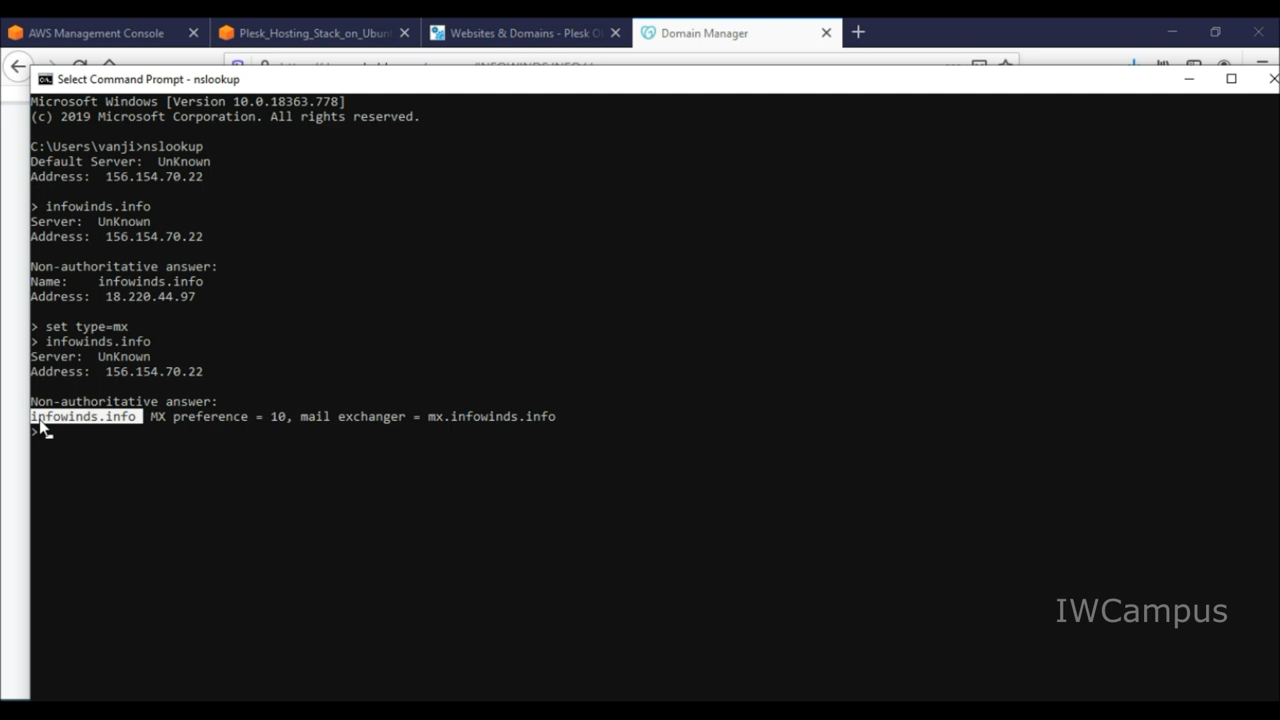 AWS Management Console
Plesk_Hosting_Stack_on_Ubun
Websites & Domains - Plesk O
Domain Manager
Select Command Prompt - nslookup
Microsoft Windows [Version 10.0.18363.778]
(c) 2019 Microsoft Corporation. All rights reserved.
C:\Users\vanji>nslookup
Default Server:  UnKnown
Address:  156.154.70.22
> infowinds.info
Server:  UnKnown
Address:  156.154.70.22
Non-authoritative answer:
Name:    infowinds.info
Address:  18.220.44.97
> set type=mx
> infowinds.info
Server:  UnKnown
Address:  156.154.70.22
Non-authoritative answer:
infowinds.info  MX preference = 10, mail exchanger = mx.infowinds.info
>
IWCampus